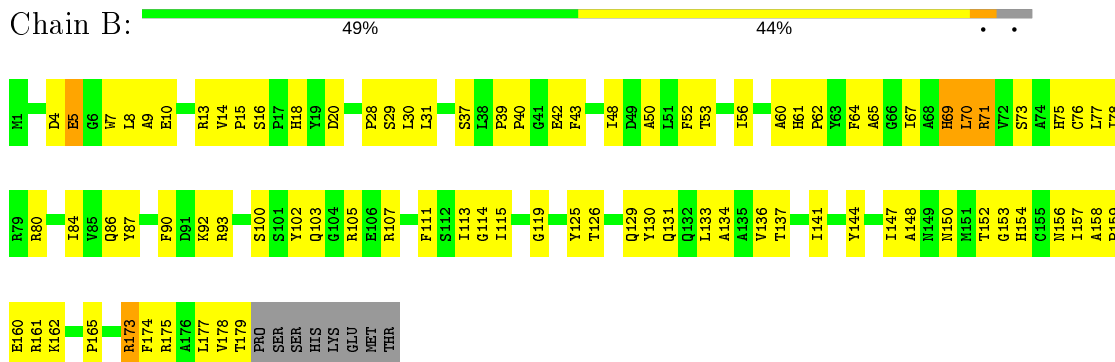 Chain B:
49% 44% • •
M1 D4 E5 G6 W7 L8 A9 E10 R13 V14 P15 S16 P17 H18 Y19 D20 P28 S29 L30 L31 S37 L38 P39 P40 G41 E42 F43 I48 D49 A50 L51 F52 T53 I56 A60 H61 P62 Y63 F64 A65 G66 I67 A68 H69 L70 R71 V72 S73 A74 H75 C76 L77 I78
R79 R80 I84 V85 Q86 Y87 F90 D91 K92 R93 S100 S101 Y102 Q103 G104 R105 E106 R107 F111 S112 I113 G114 I115 G119 Y125 T126 Q129 Y130 Q131 Q132 L133 A134 A135 V136 T137 I141 Y144 I147 A148 N149 N150 M151 T152 G153 H154 C155 N156 I157 A158 P159
E160 R161 K162 P165 R173 F174 R175 A176 L177 V178 T179 PRO SER SER HIS LYS GLU MET THR